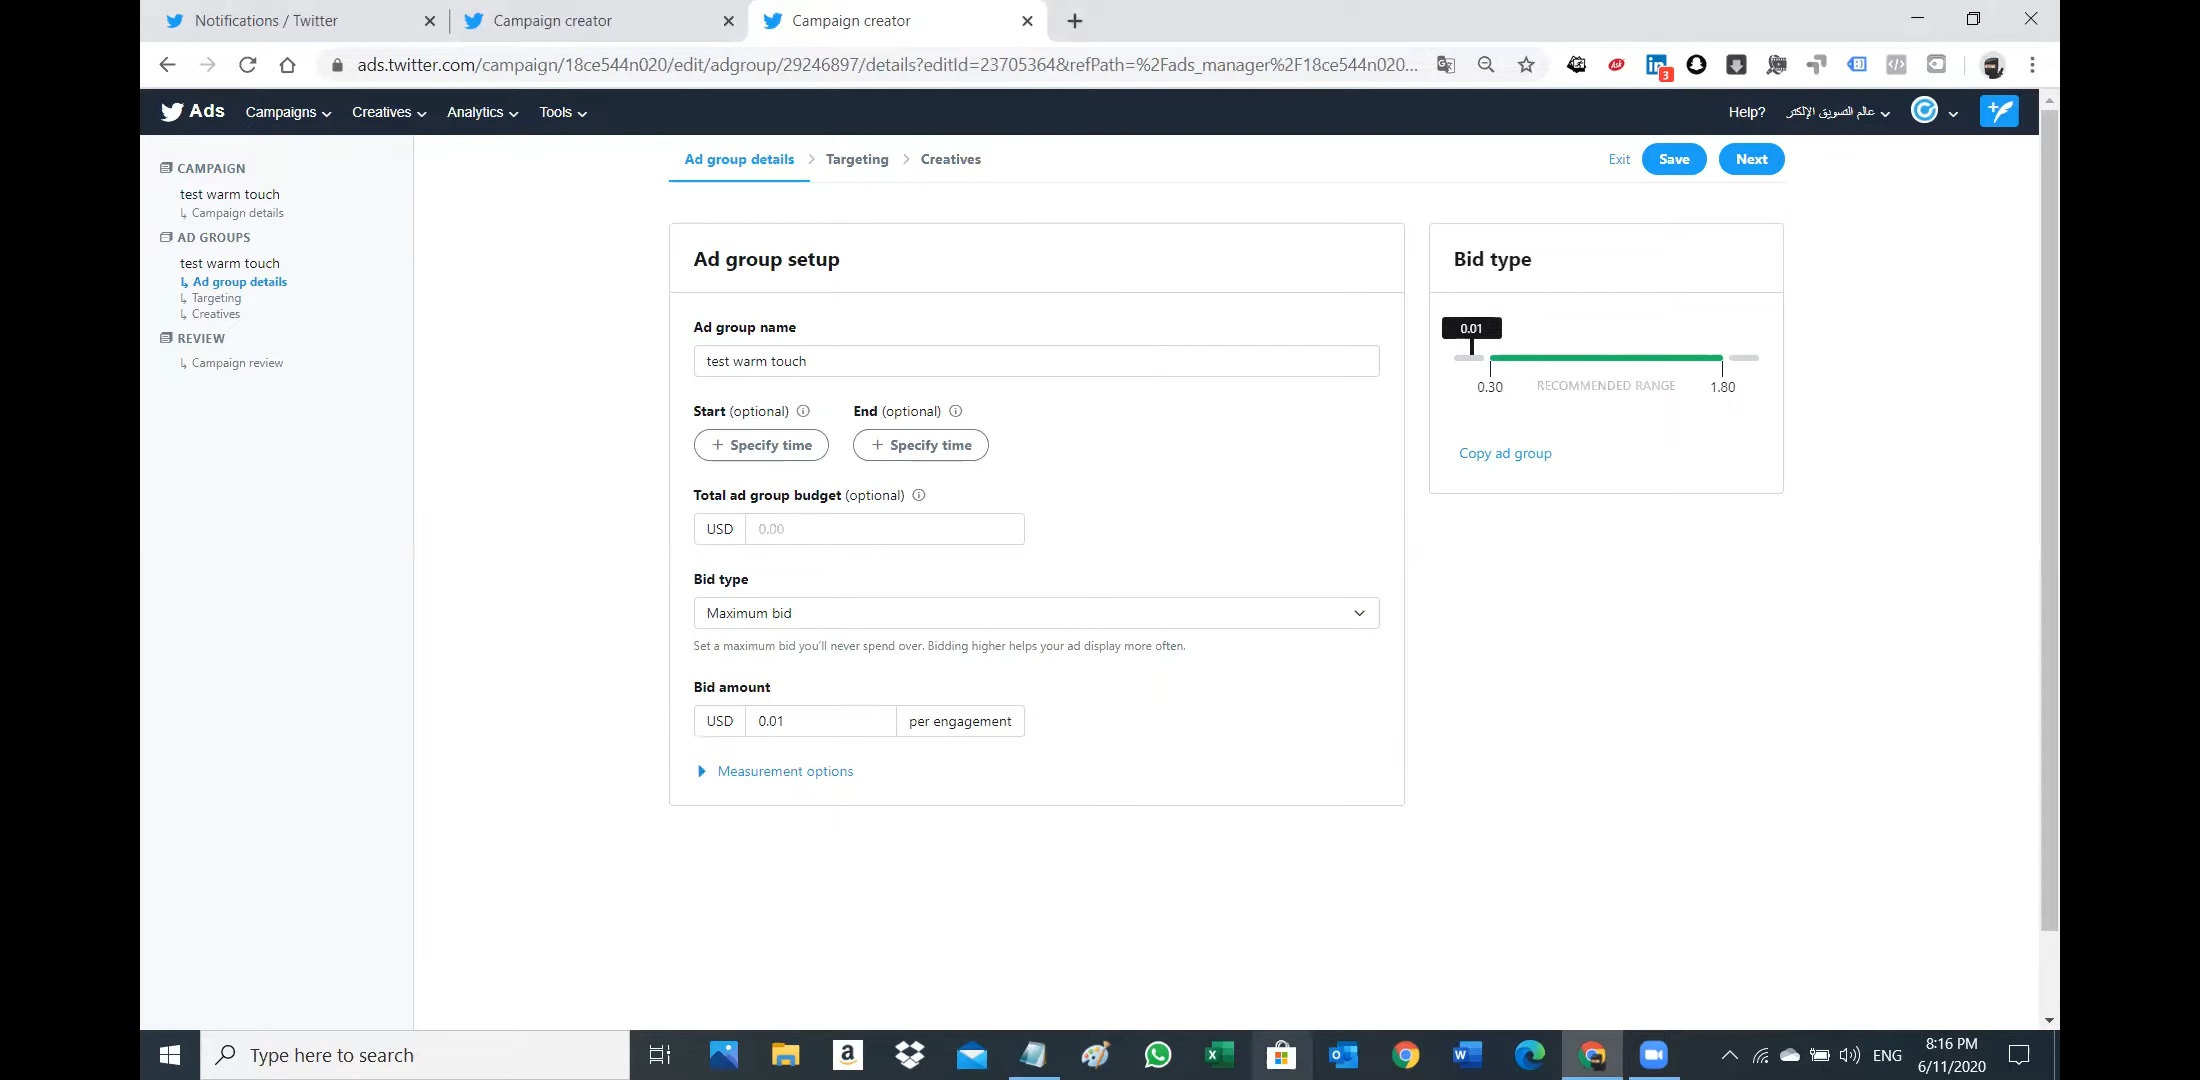 Notifications / Twitter
Campaign creator
Campaign creator
ads.twitter.com/campaign/18ce544n020/edit/adgroup/29246897/details?editId=23705364&refPath=%2Fads_manager%2F18ce544n020...
3
Ads
Campaigns
Creatives
Analytics
Tools
Help?
عالم التسويق الإلكتر
Ad group details
Targeting
Creatives
Exit
Save
Next
CAMPAIGN
test warm touch
Campaign details
AD GROUPS
test warm touch
Ad group details
Targeting
Creatives
REVIEW
Campaign review
Ad group setup
Ad group name
test warm touch
Start (optional)
End (optional)
+ Specify time
+ Specify time
Total ad group budget (optional)
USD 0.00
Bid type
Maximum bid
Set a maximum bid you'll never spend over. Bidding higher helps your ad display more often.
Bid amount
USD 0.01 per engagement
Measurement options
Bid type
0.01
0.30 RECOMMENDED RANGE 1.80
Copy ad group
Type here to search
ENG
8:16 PM
6/11/2020